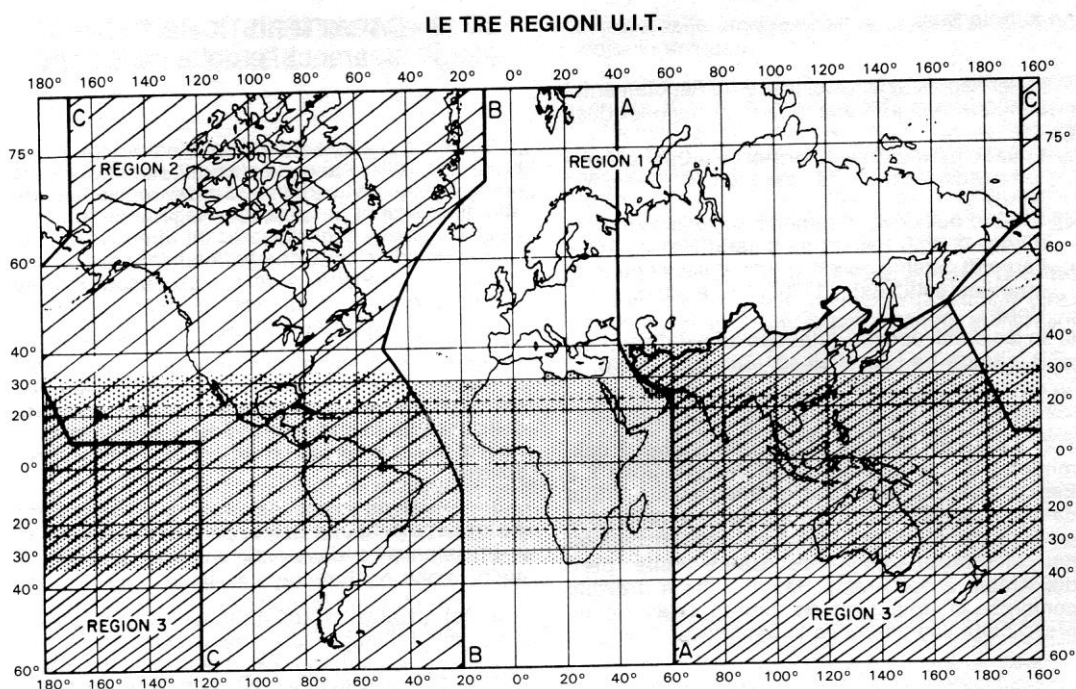 LE TRE REGIONI U.I.T.
180° 160° 140° 120° 100° 80° 60° 40° 20° 0° 20° 40° 60° 80° 100° 120° 140° 160° 180° 160°
C B A C
75° REGION 2 REGION 1 75°
60° 60°
40° 40°
30° 30°
20° 20°
0° 0°
20° 20°
30° 30°
40° 40°
REGION 3 REGION 3
60° C B A 60°
180° 160° 140° 120° 100° 80° 60° 40° 20° 0° 20° 40° 60° 80° 100° 120° 140° 160° 180° 160°